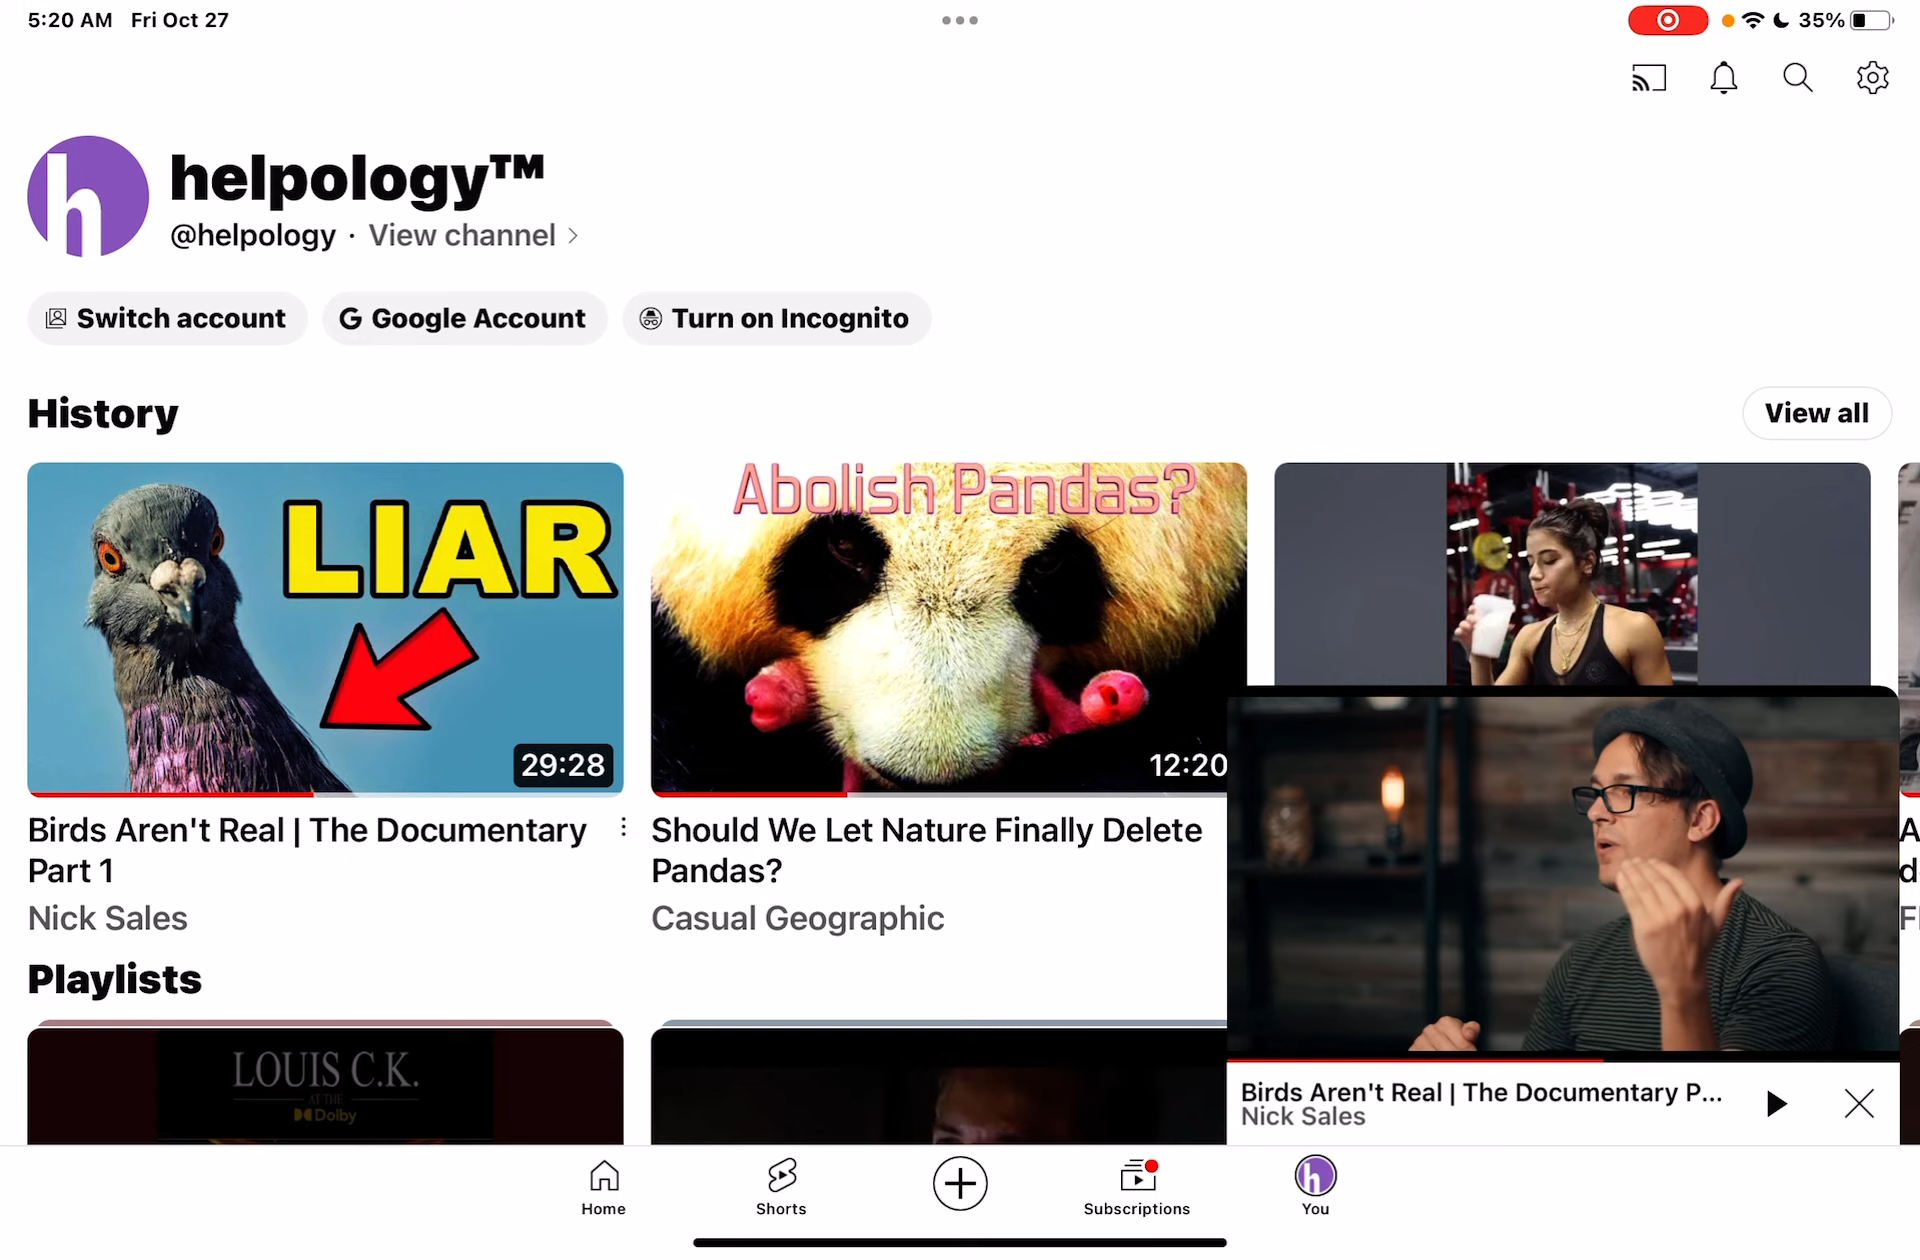 5:20 AM Fri Oct 27
35%
helpology™
@helpology · View channel
Switch account
Google Account
Turn on Incognito
History
View all
LIAR
29:28
Birds Aren't Real | The Documentary
Part 1
Nick Sales
Abolish Pandas?
12:20
Should We Let Nature Finally Delete
Pandas?
Casual Geographic
Playlists
LOUIS C.K.
AT THE
Dolby
Birds Aren't Real | The Documentary P...
Nick Sales
Home
Shorts
Subscriptions
You